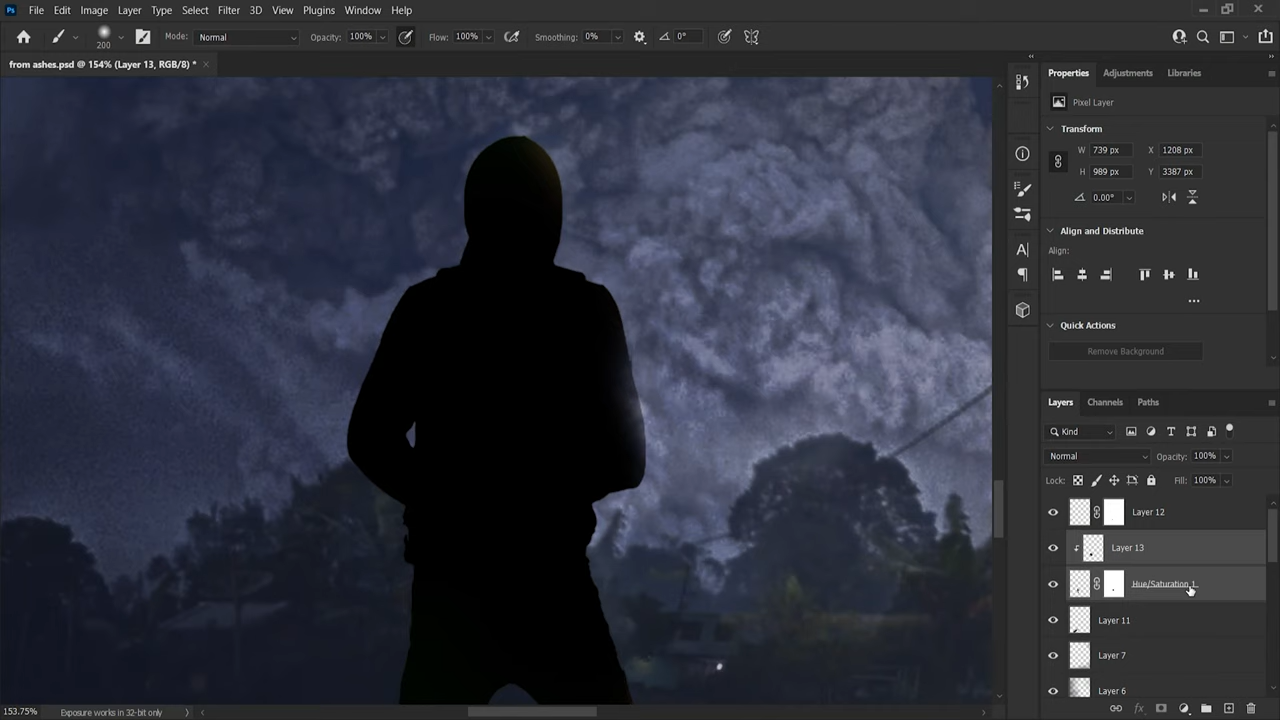 Ps File Edit Image Layer Type Select Filter 3D View Plugins Window Help
200 Mode: Normal Opacity: 100% Flow: 100% Smoothing: 0% 0°
from ashes.psd @ 154% (Layer 13, RGB/8) * ×
Properties Adjustments Libraries
Pixel Layer
Transform
W 739 px X 1208 px
H 989 px Y 3387 px
0.00°
Align and Distribute
Align:
Quick Actions
Remove Background
Layers Channels Paths
Kind
Normal Opacity: 100%
Lock: Fill: 100%
Layer 12
Layer 13
Hue/Saturation 1
Layer 11
Layer 7
Layer 6
153.75% Exposure works in 32-bit only